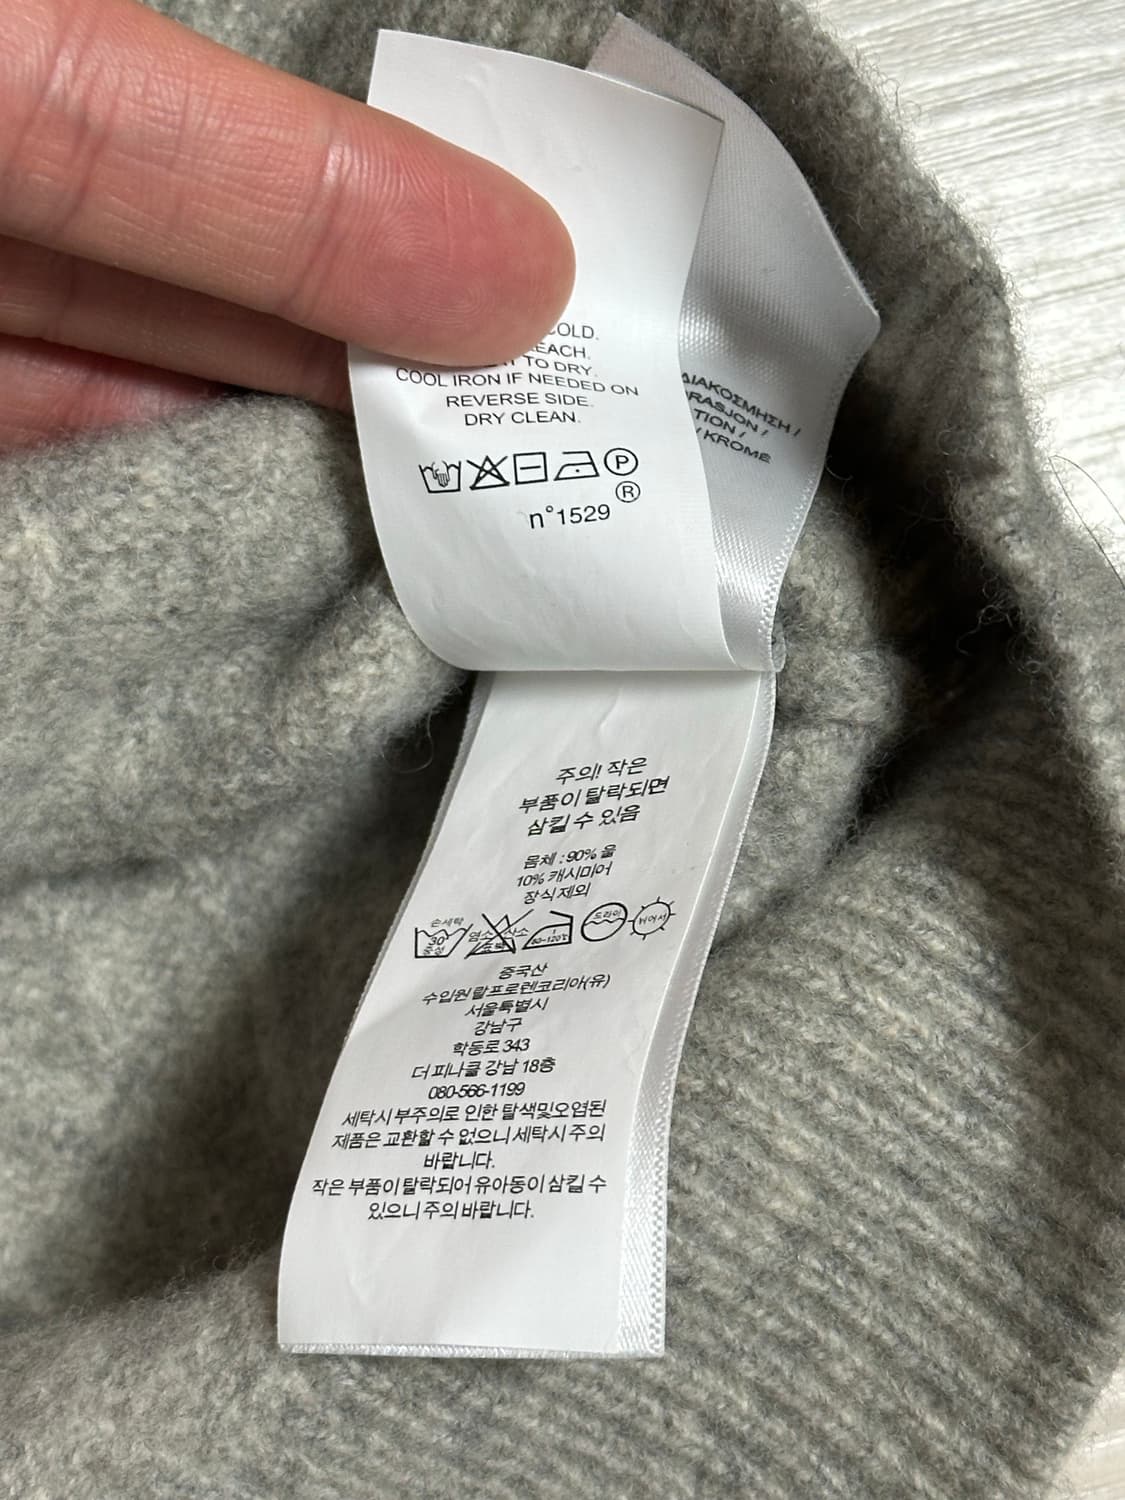 COLD.
TO DRY.
COOL IRON IF NEEDED ON
REVERSE SIDE.
DRY CLEAN.
P
R
n°1529
ΔΙΑΚΟΣΜΗΣΗ /
RASJON /
TION /
/ KROME
주의! 작은
부품이 탈락되면
삼킬 수 있음
몸체 : 90% 울
10% 캐시미어
장식 제외
손세탁
30°
중성
염소 산소
표백
80~120℃
드라이
뉘어서
중국산
수입원 랄프로렌코리아(유)
서울특별시
강남구
학동로 343
더 피나클 강남 18층
080-566-1199
세탁시 부주의로 인한 탈색및오염된
제품은 교환할 수 없으니 세탁시 주의
바랍니다.
작은 부품이 탈락되어 유아동이 삼킬 수
있으니 주의 바랍니다.